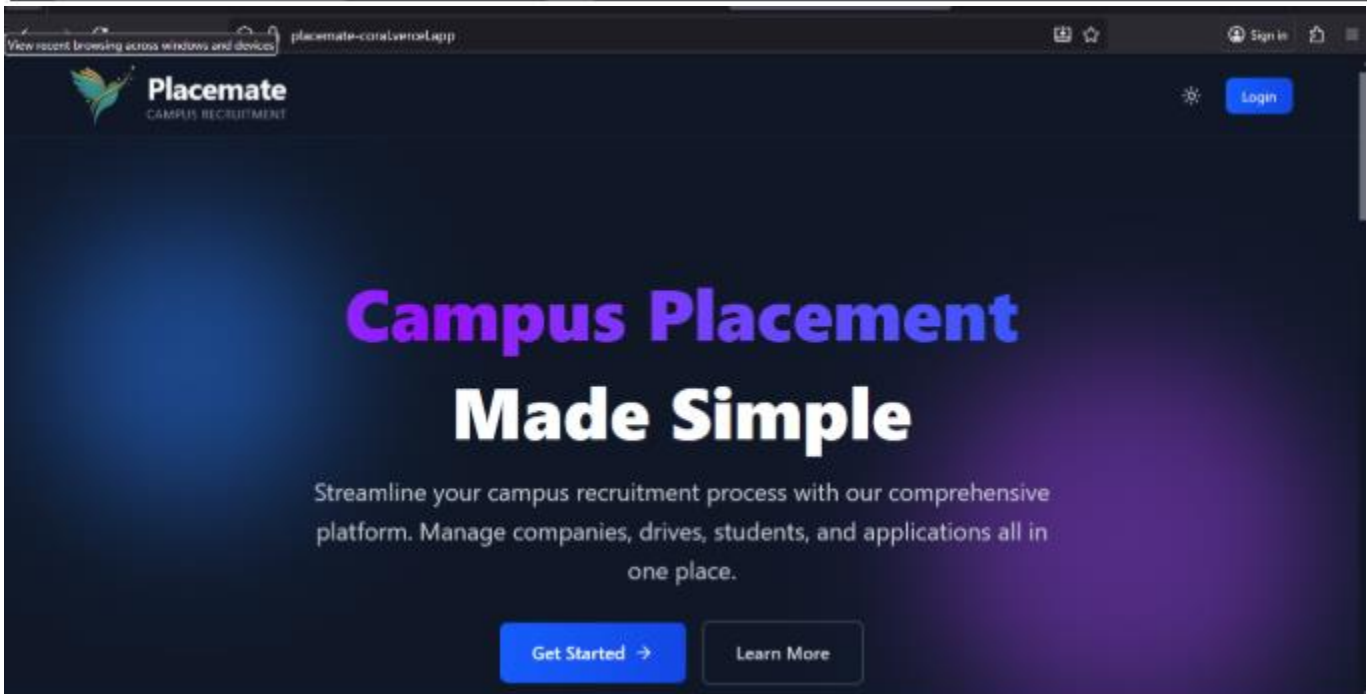 View recent browsing across windows and devices
placemate-coral.vercel.app
Sign in
Placemate
CAMPUS RECRUITMENT
Login
Campus Placement
Made Simple
Streamline your campus recruitment process with our comprehensive
platform. Manage companies, drives, students, and applications all in
one place.
Get Started →
Learn More